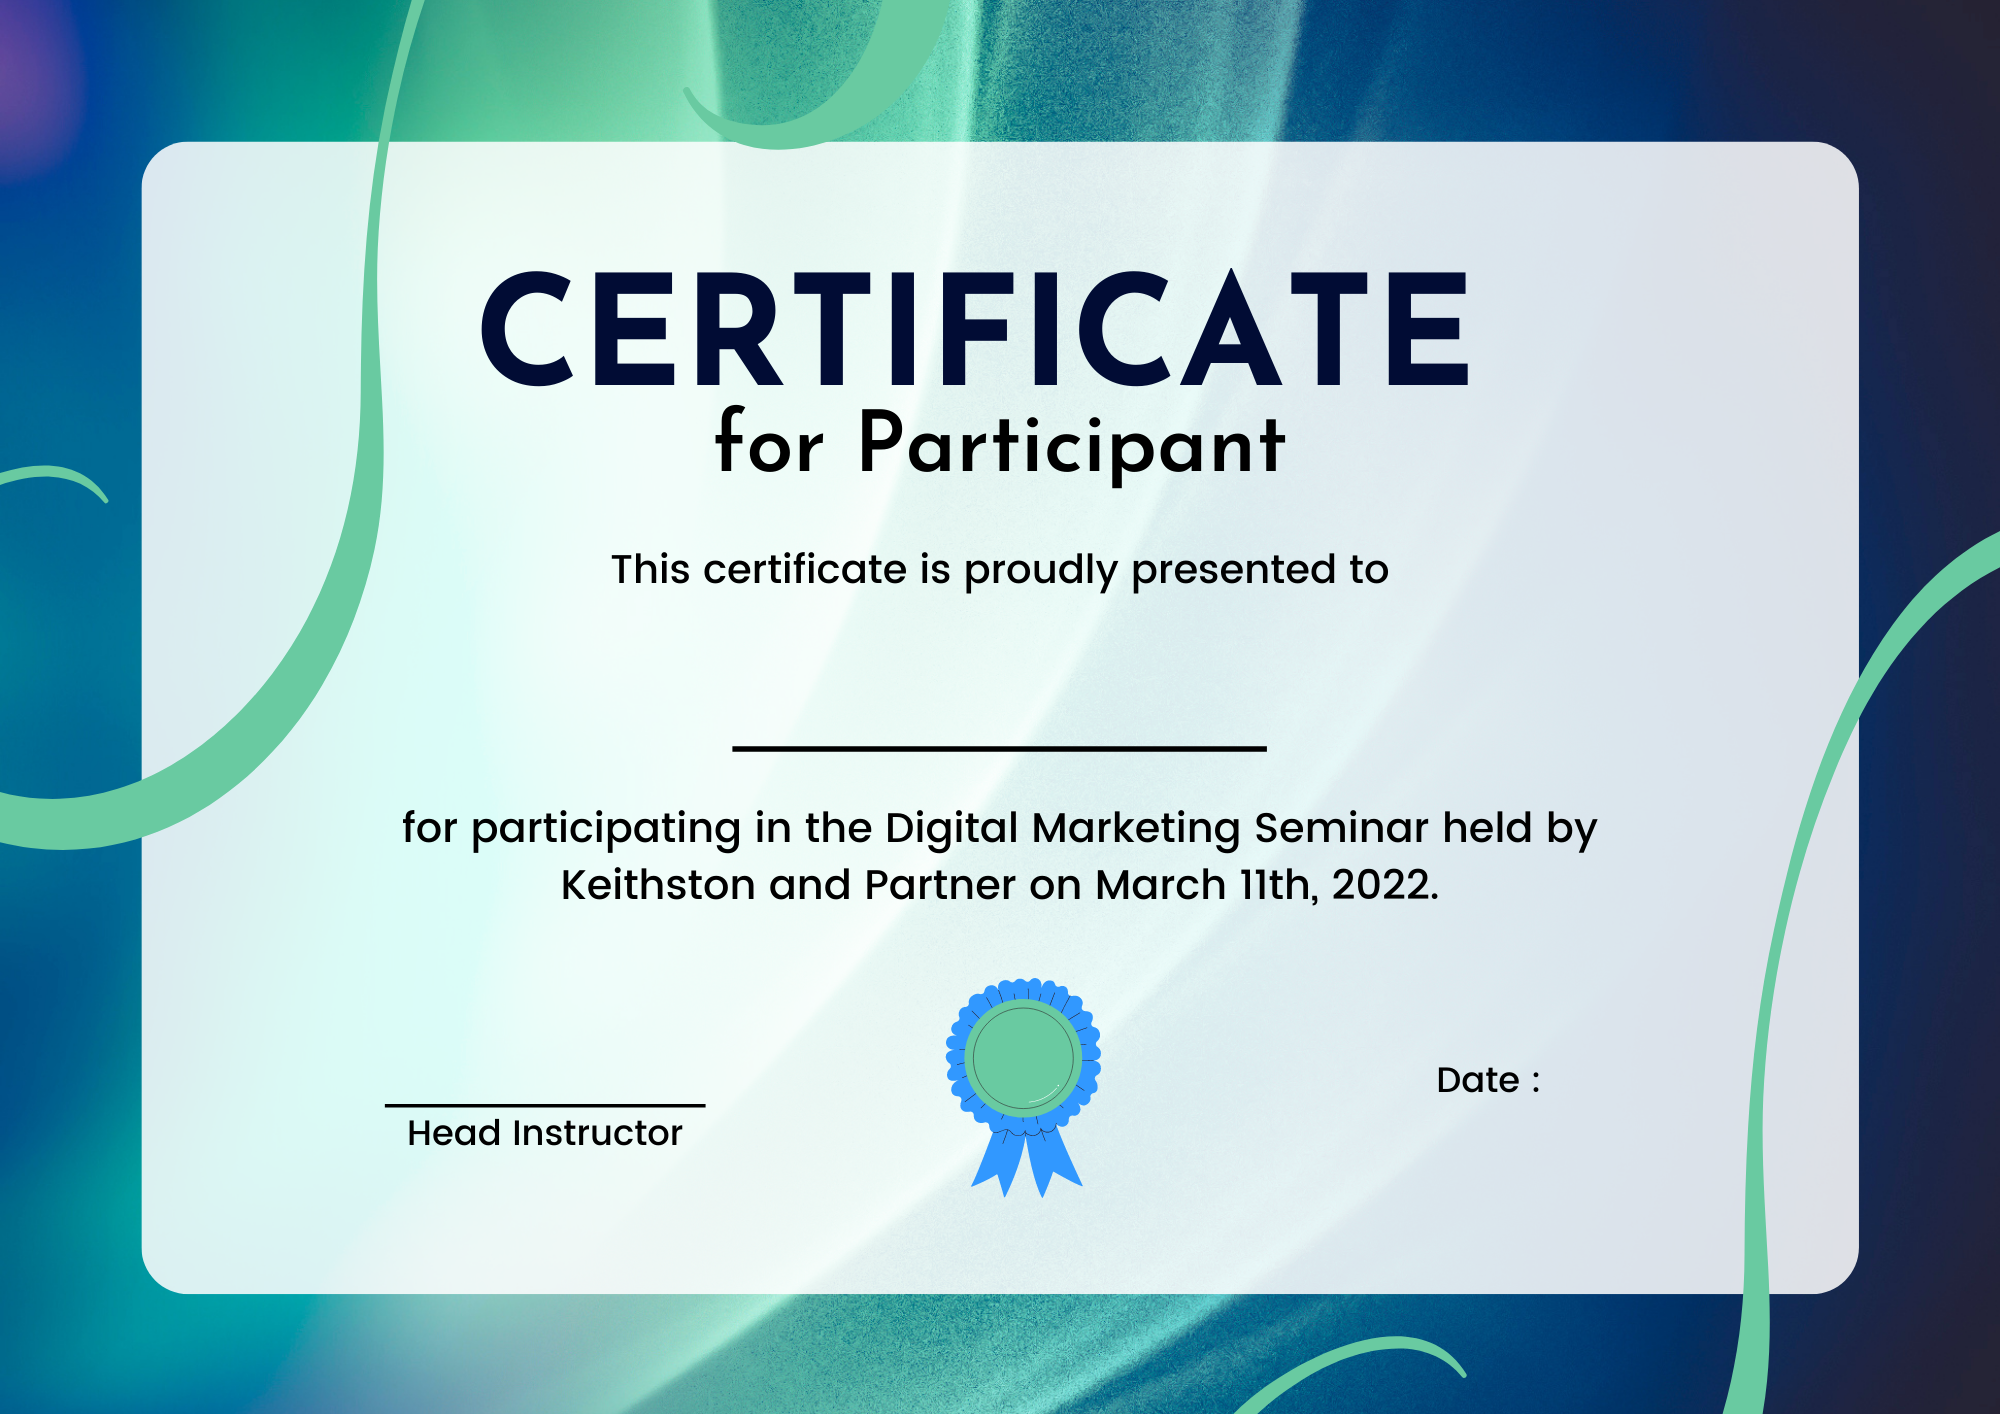 CERTIFICATE
for Participant
This certificate is proudly presented to
for participating in the Digital Marketing Seminar held by
Keithston and Partner on March 11th, 2022.
Date :
Head Instructor